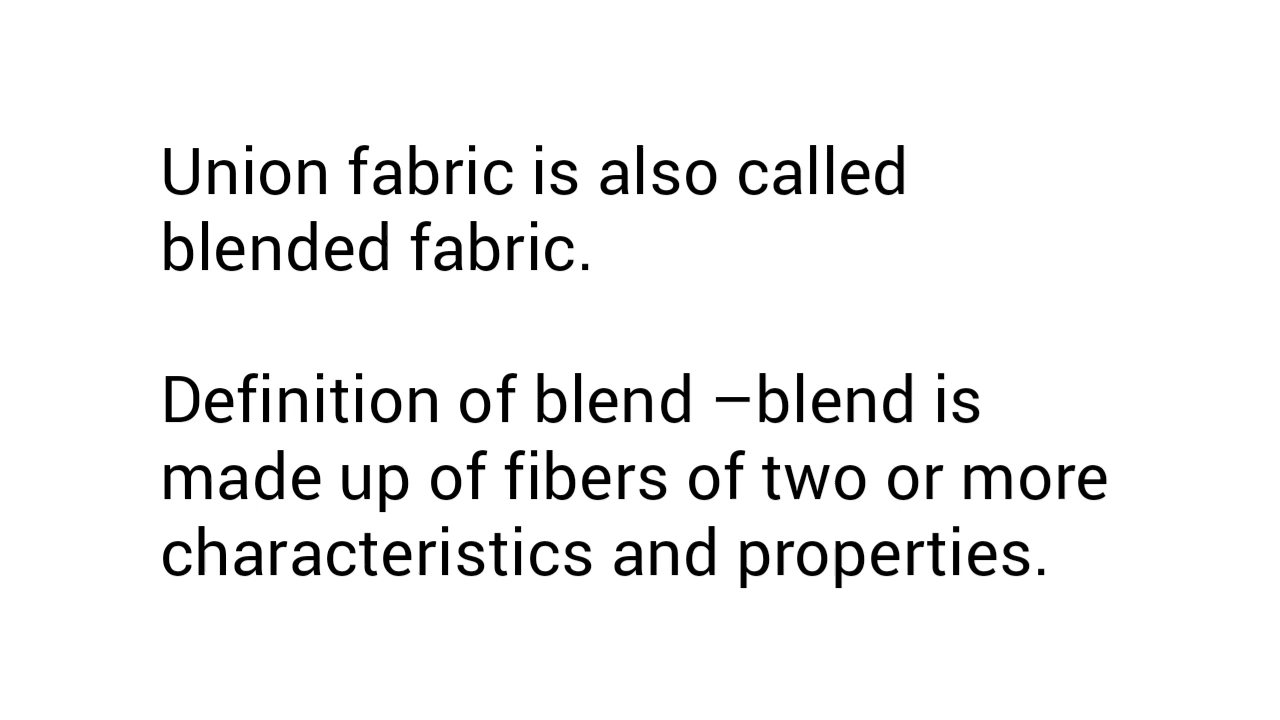 Union fabric is also called
blended fabric.
Definition of blend –blend is
made up of fibers of two or more
characteristics and properties.